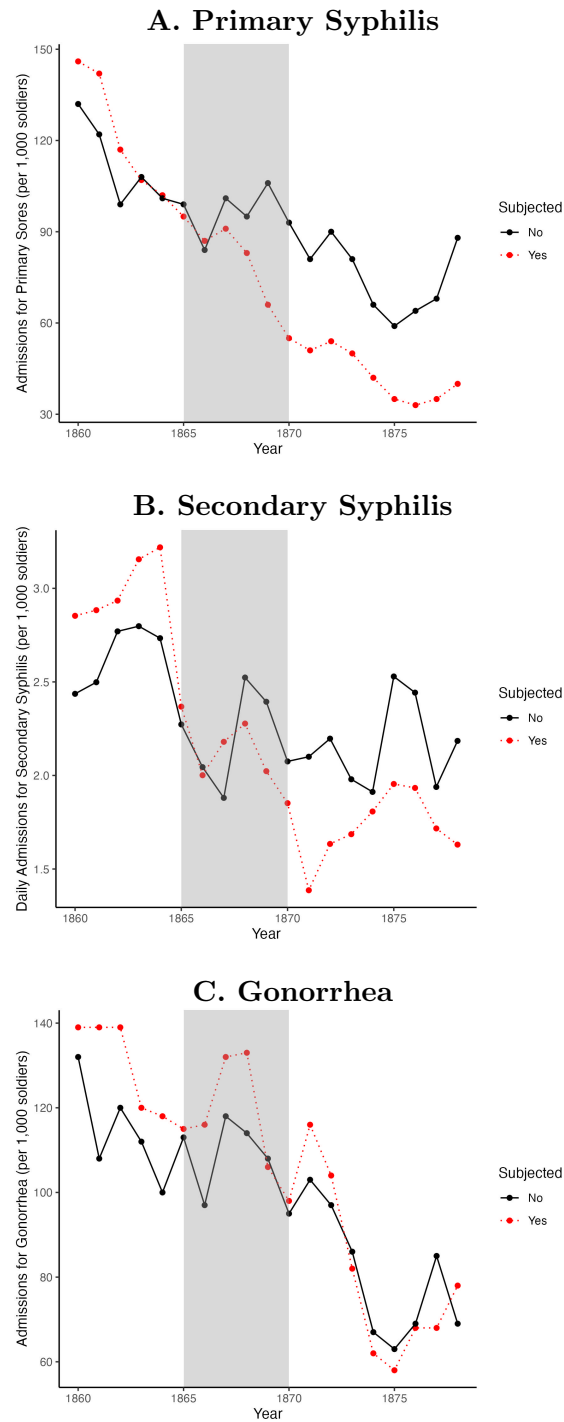 A. Primary Syphilis
Admissions for Primary Sores (per 1,000 soldiers)
150
120
90
60
30
1860
1865
1870
1875
Year
Subjected
No
Yes
B. Secondary Syphilis
Daily Admissions for Secondary Syphilis (per 1,000 soldiers)
3.0
2.5
2.0
1.5
1860
1865
1870
1875
Year
Subjected
No
Yes
C. Gonorrhea
Admissions for Gonorrhea (per 1,000 soldiers)
140
120
100
80
60
1860
1865
1870
1875
Year
Subjected
No
Yes